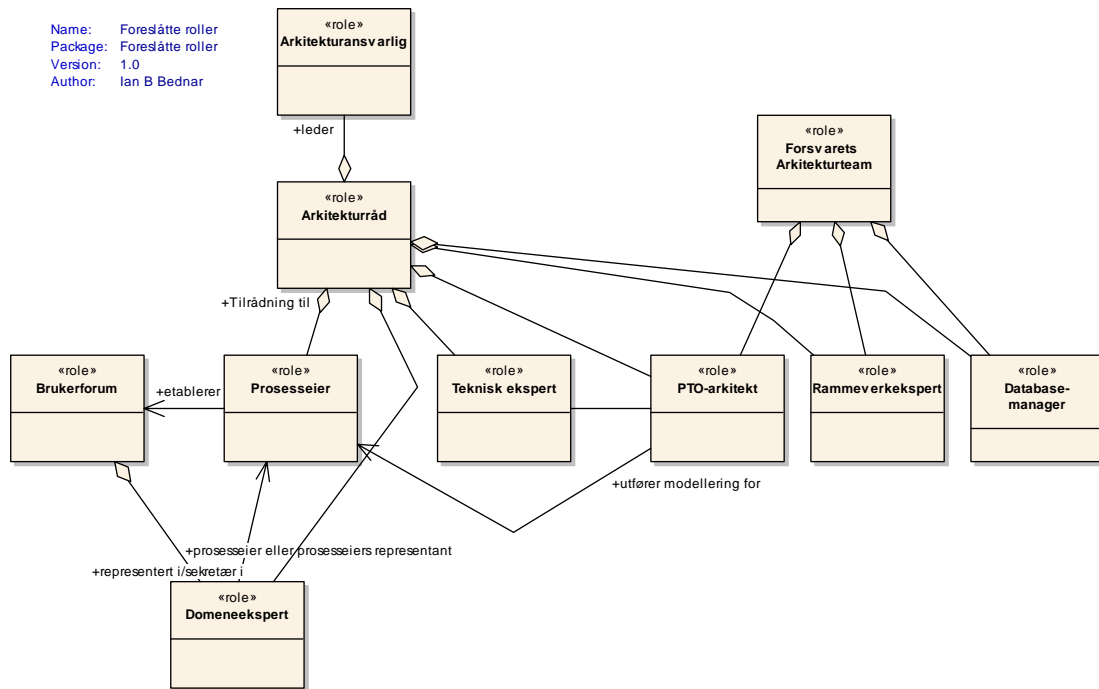 Name: Foreslåtte roller
Package: Foreslåtte roller
Version: 1.0
Author: Ian B Bednar
«role»
Arkitekturansvarlig
+leder
«role»
Forsvarets
Arkitekturteam
«role»
Arkitekturråd
+Tilrådning til
«role»
Brukerforum
+etablerer
«role»
Prosesseier
«role»
Teknisk ekspert
«role»
PTO-arkitekt
«role»
Rammeverkekspert
«role»
Database-
manager
+utfører modellering for
+prosesseier eller prosesseiers representant
+representert i/sekretær i
«role»
Domeneekspert